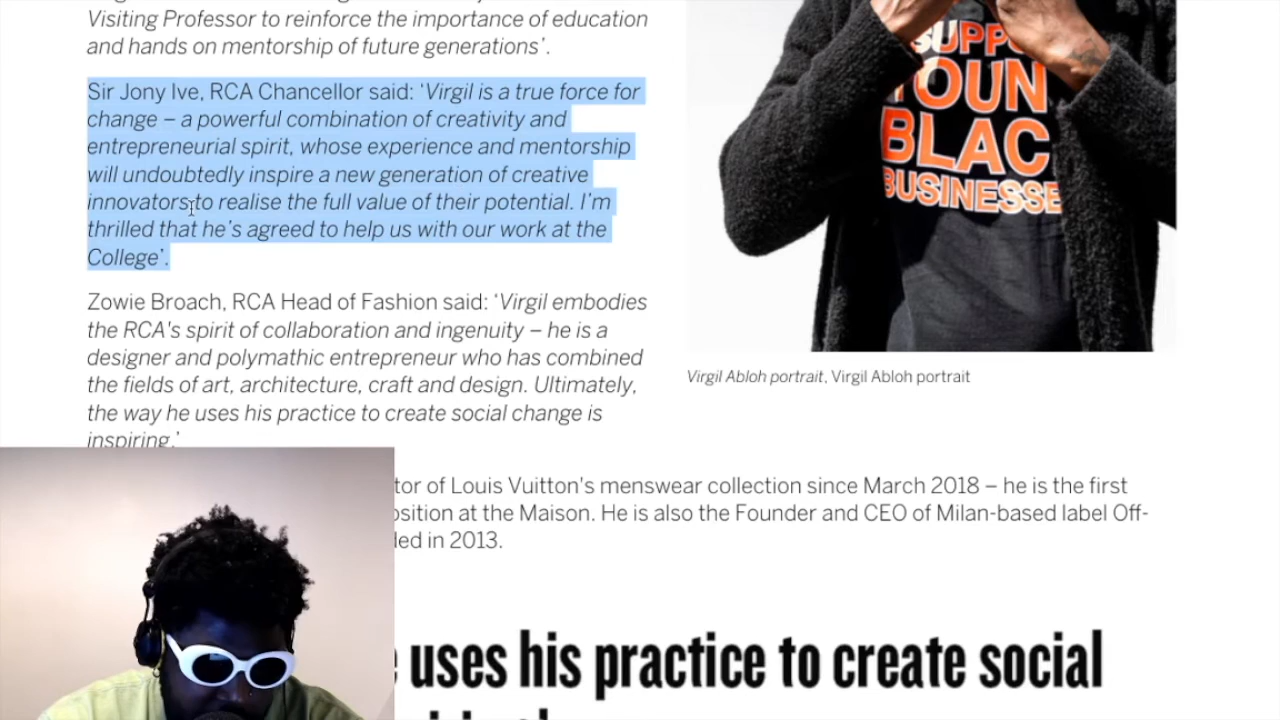 Visiting Professor to reinforce the importance of education
and hands on mentorship of future generations’.
Sir Jony Ive, RCA Chancellor said: ‘Virgil is a true force for
change – a powerful combination of creativity and
entrepreneurial spirit, whose experience and mentorship
will undoubtedly inspire a new generation of creative
innovators to realise the full value of their potential. I’m
thrilled that he’s agreed to help us with our work at the
College’.
Zowie Broach, RCA Head of Fashion said: ‘Virgil embodies
the RCA's spirit of collaboration and ingenuity – he is a
designer and polymathic entrepreneur who has combined
the fields of art, architecture, craft and design. Ultimately,
the way he uses his practice to create social change is
inspiring.’
SUPPO
YOUN
BLAC
BUSINESSE
Virgil Abloh portrait, Virgil Abloh portrait
tor of Louis Vuitton's menswear collection since March 2018 – he is the first
osition at the Maison. He is also the Founder and CEO of Milan-based label Off-
ded in 2013.
uses his practice to create social